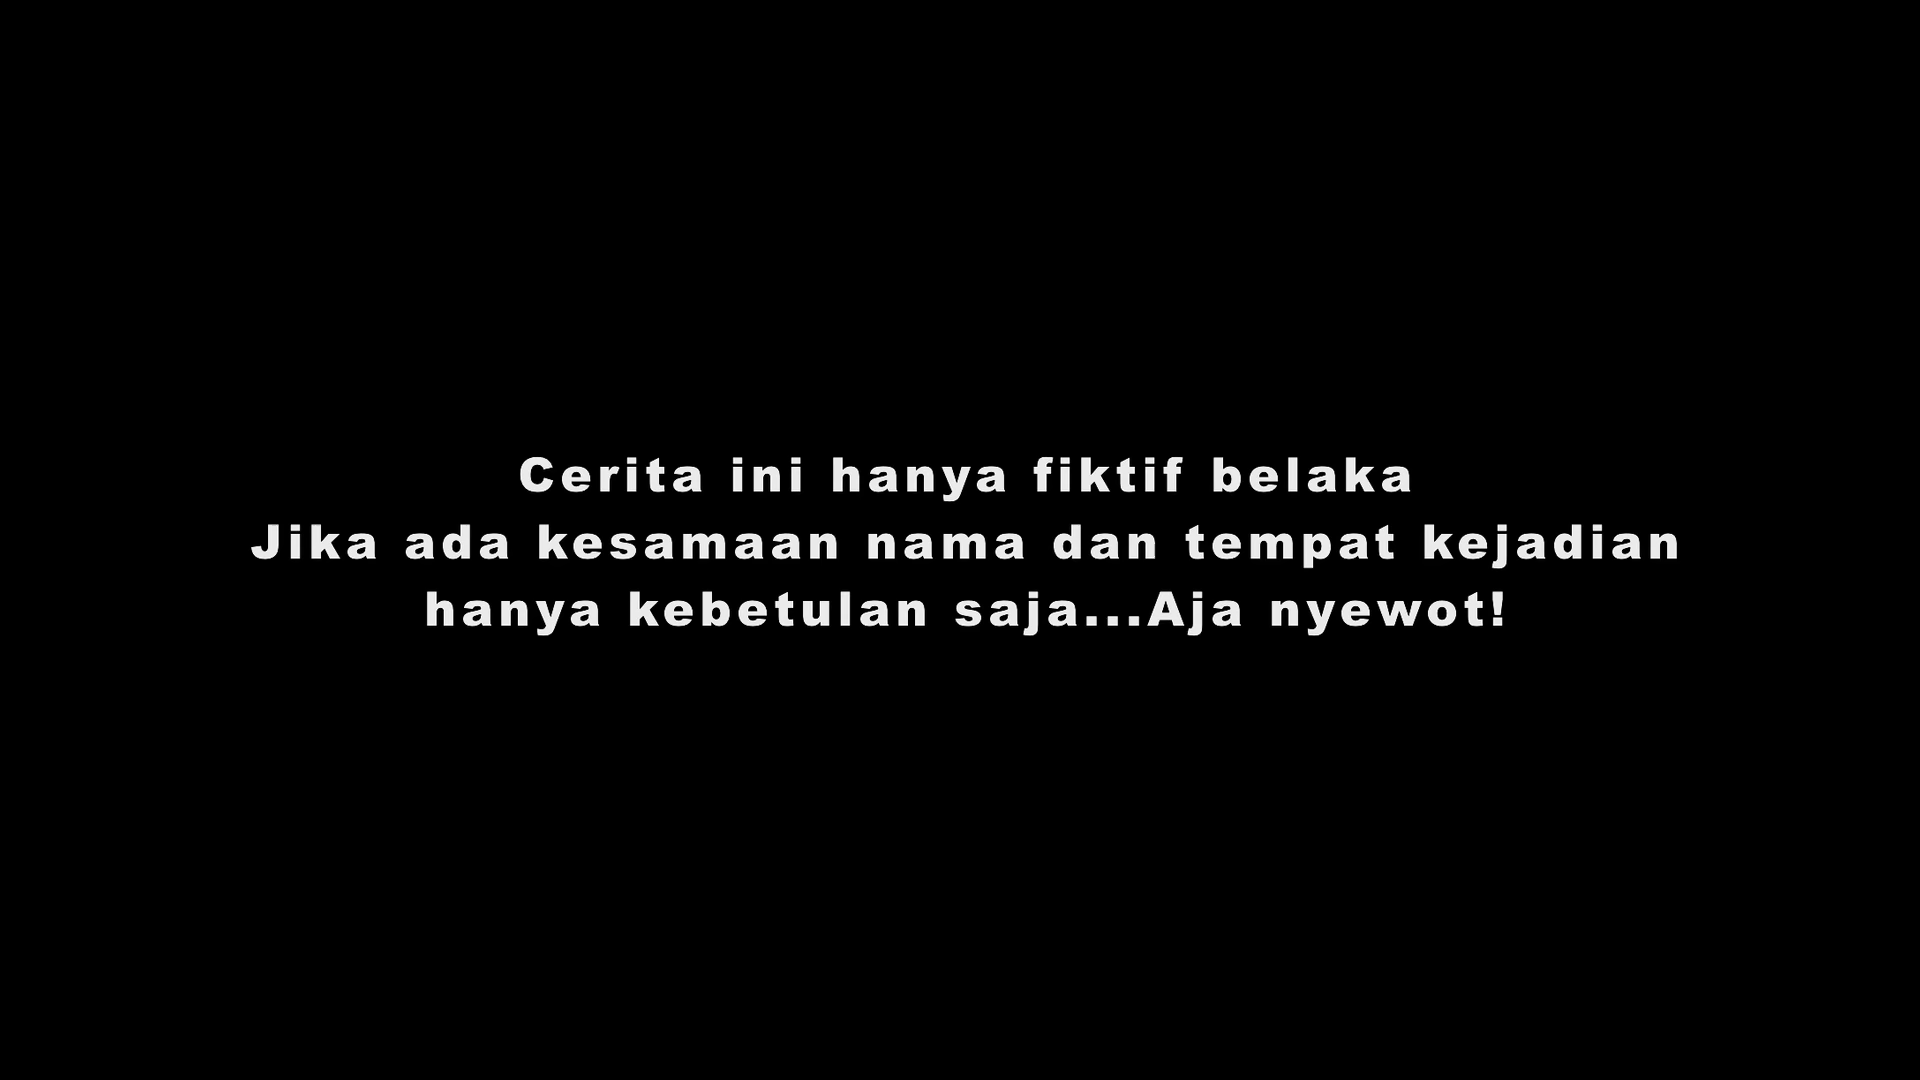 Cerita ini hanya fiktif belaka
Jika ada kesamaan nama dan tempat kejadian
hanya kebetulan saja...Aja nyewot!